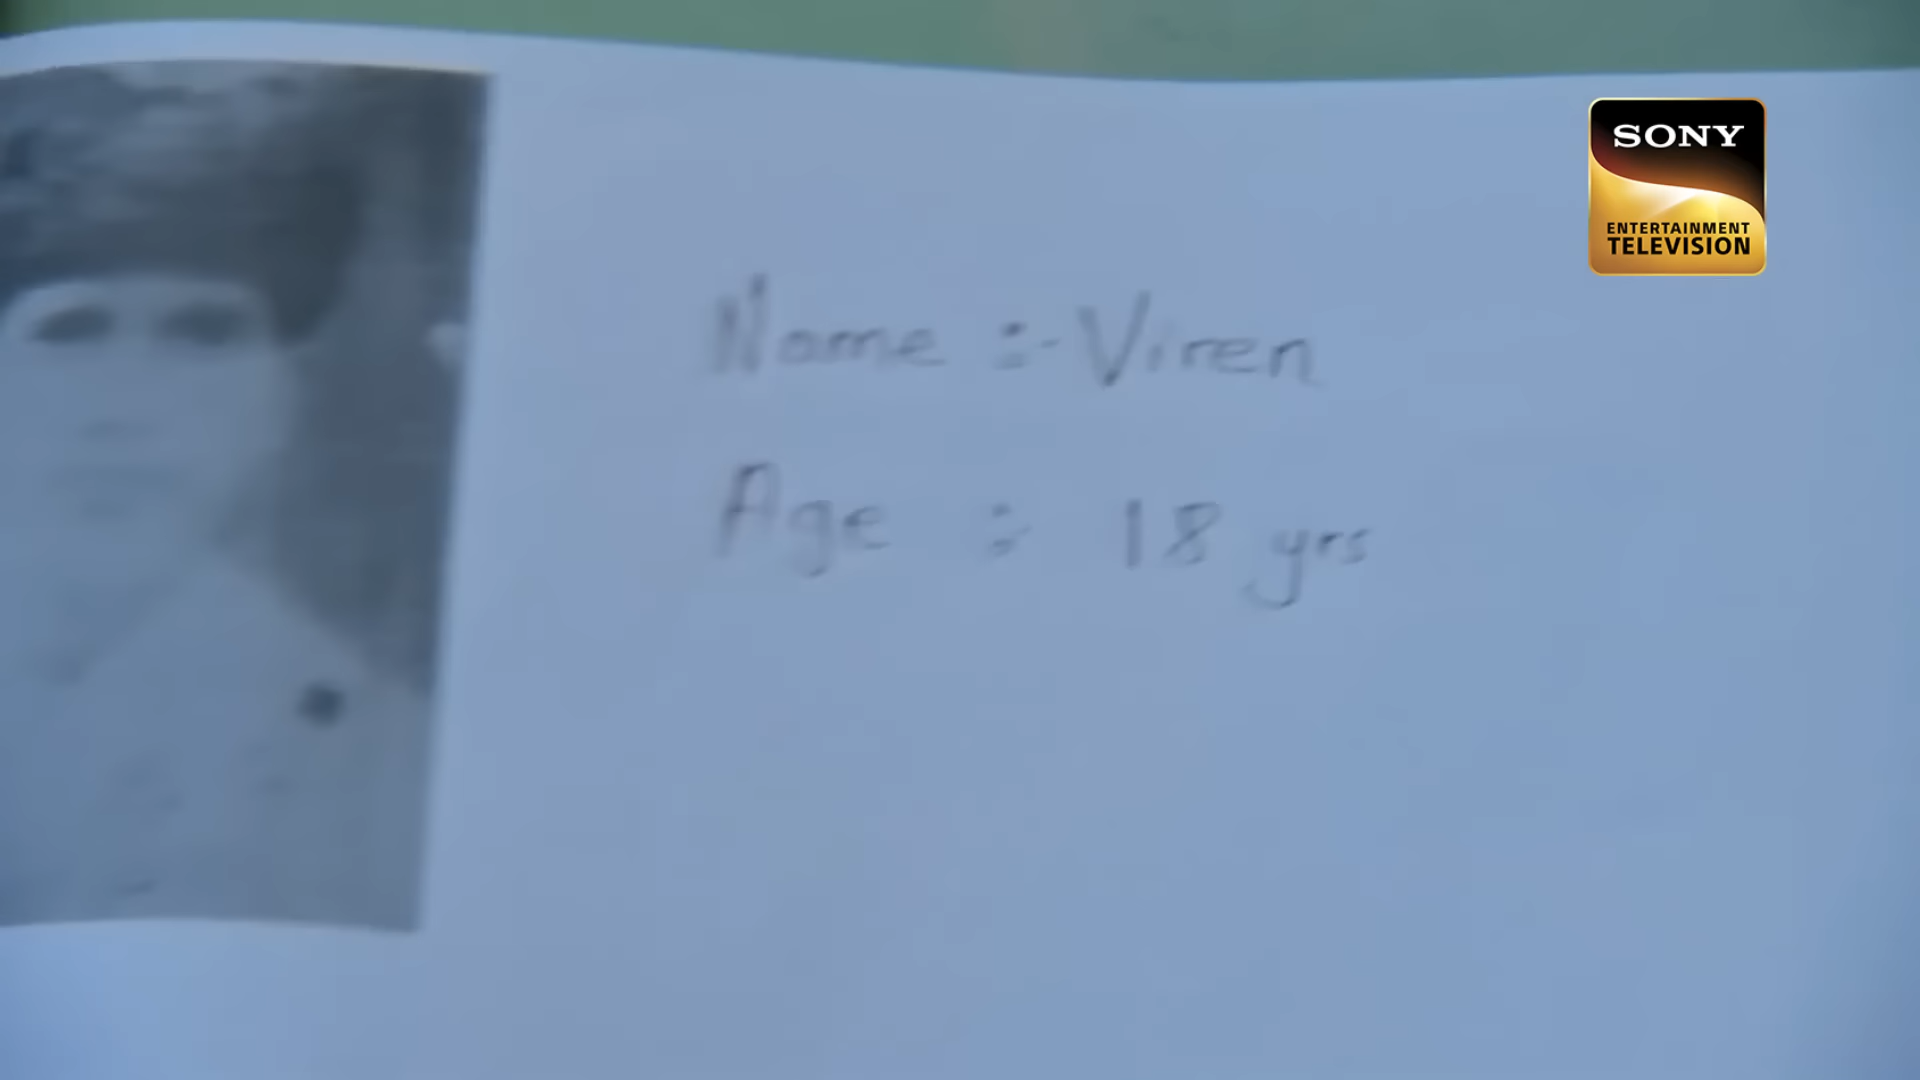 SONY
ENTERTAINMENT
TELEVISION
Name :- Viren
Age : 18 yrs